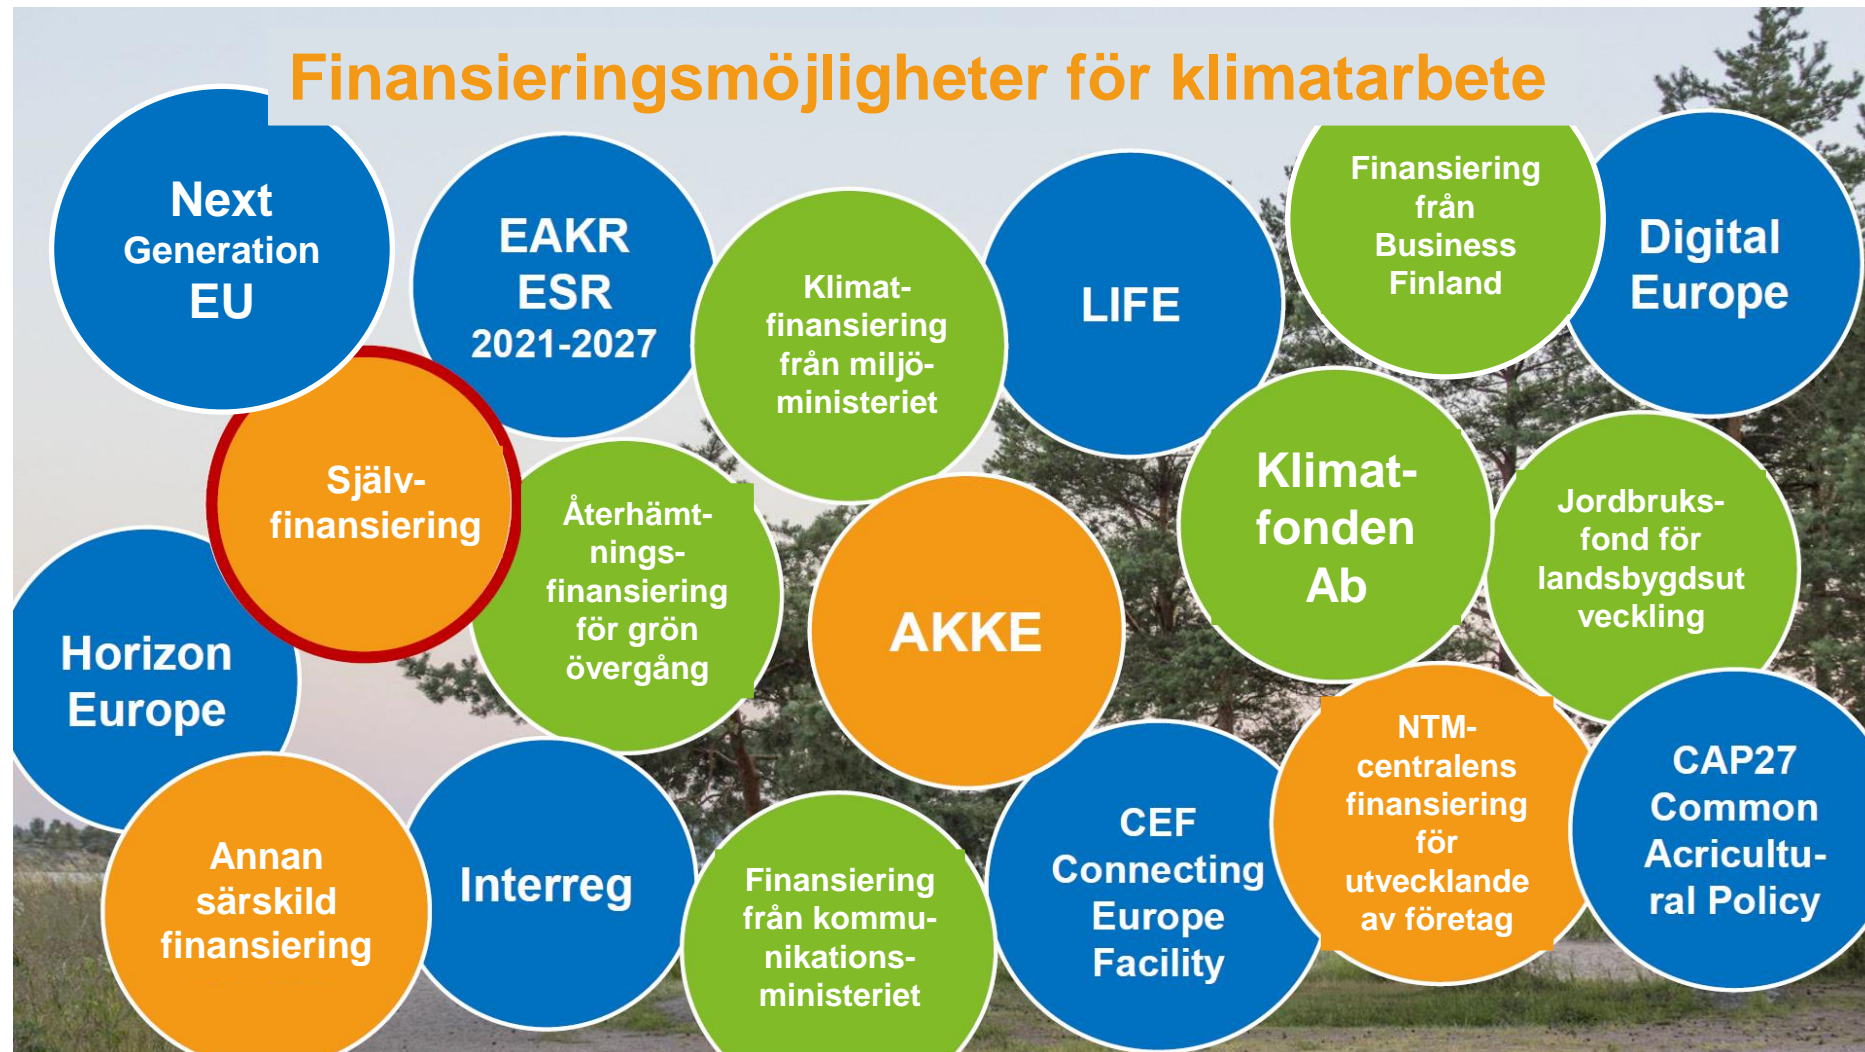 Finansieringsmöjligheter för klimatarbete
Next
Generation
EU
EAKR
ESR
2021-2027
Klimat-
finansiering
från miljö-
ministeriet
LIFE
Finansiering
från
Business
Finland
Digital
Europe
Själv-
finansiering
Återhämt-
nings-
finansiering
för grön
övergång
AKKE
Klimat-
fonden
Ab
Jordbruks-
fond för
landsbygdsut
veckling
Horizon
Europe
Annan
särskild
finansiering
Interreg
Finansiering
från kommu-
nikations-
ministeriet
CEF
Connecting
Europe
Facility
NTM-
centralens
finansiering
för
utvecklande
av företag
CAP27
Common
Acricultu-
ral Policy